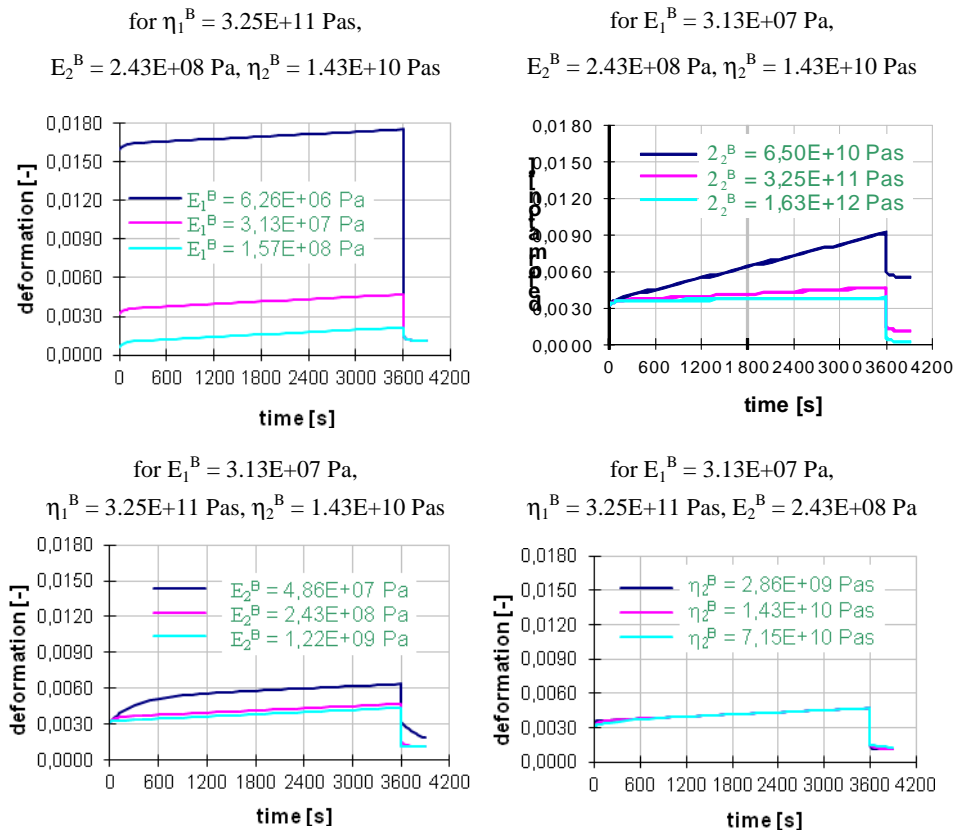 for η₁ᴮ = 3.25E+11 Pas,
E₂ᴮ = 2.43E+08 Pa, η₂ᴮ = 1.43E+10 Pas
0,0180
0,0150
0,0120
0,0090
0,0060
0,0030
0,0000
deformation [-]
E₁ᴮ = 6,26E+06 Pa
E₁ᴮ = 3,13E+07 Pa
E₁ᴮ = 1,57E+08 Pa
0 600 1200 1800 2400 3000 3600 4200
time [s]
for E₁ᴮ = 3.13E+07 Pa,
E₂ᴮ = 2.43E+08 Pa, η₂ᴮ = 1.43E+10 Pas
0,0180
0,0150
0,0120
0,0090
0,0060
0,0030
0,0000
2₂ᴮ = 6,50E+10 Pas
2₂ᴮ = 3,25E+11 Pas
2₂ᴮ = 1,63E+12 Pas
0 600 1200 1800 2400 3000 3600 4200
time [s]
for E₁ᴮ = 3.13E+07 Pa,
η₁ᴮ = 3.25E+11 Pas, η₂ᴮ = 1.43E+10 Pas
0,0180
0,0150
0,0120
0,0090
0,0060
0,0030
0,0000
deformation [-]
E₂ᴮ = 4,86E+07 Pa
E₂ᴮ = 2,43E+08 Pa
E₂ᴮ = 1,22E+09 Pa
0 600 1200 1800 2400 3000 3600 4200
time [s]
for E₁ᴮ = 3.13E+07 Pa,
η₁ᴮ = 3.25E+11 Pas, E₂ᴮ = 2.43E+08 Pa
0,0180
0,0150
0,0120
0,0090
0,0060
0,0030
0,0000
deformation [-]
η₂ᴮ = 2,86E+09 Pas
η₂ᴮ = 1,43E+10 Pas
η₂ᴮ = 7,15E+10 Pas
0 600 1200 1800 2400 3000 3600 4200
time [s]